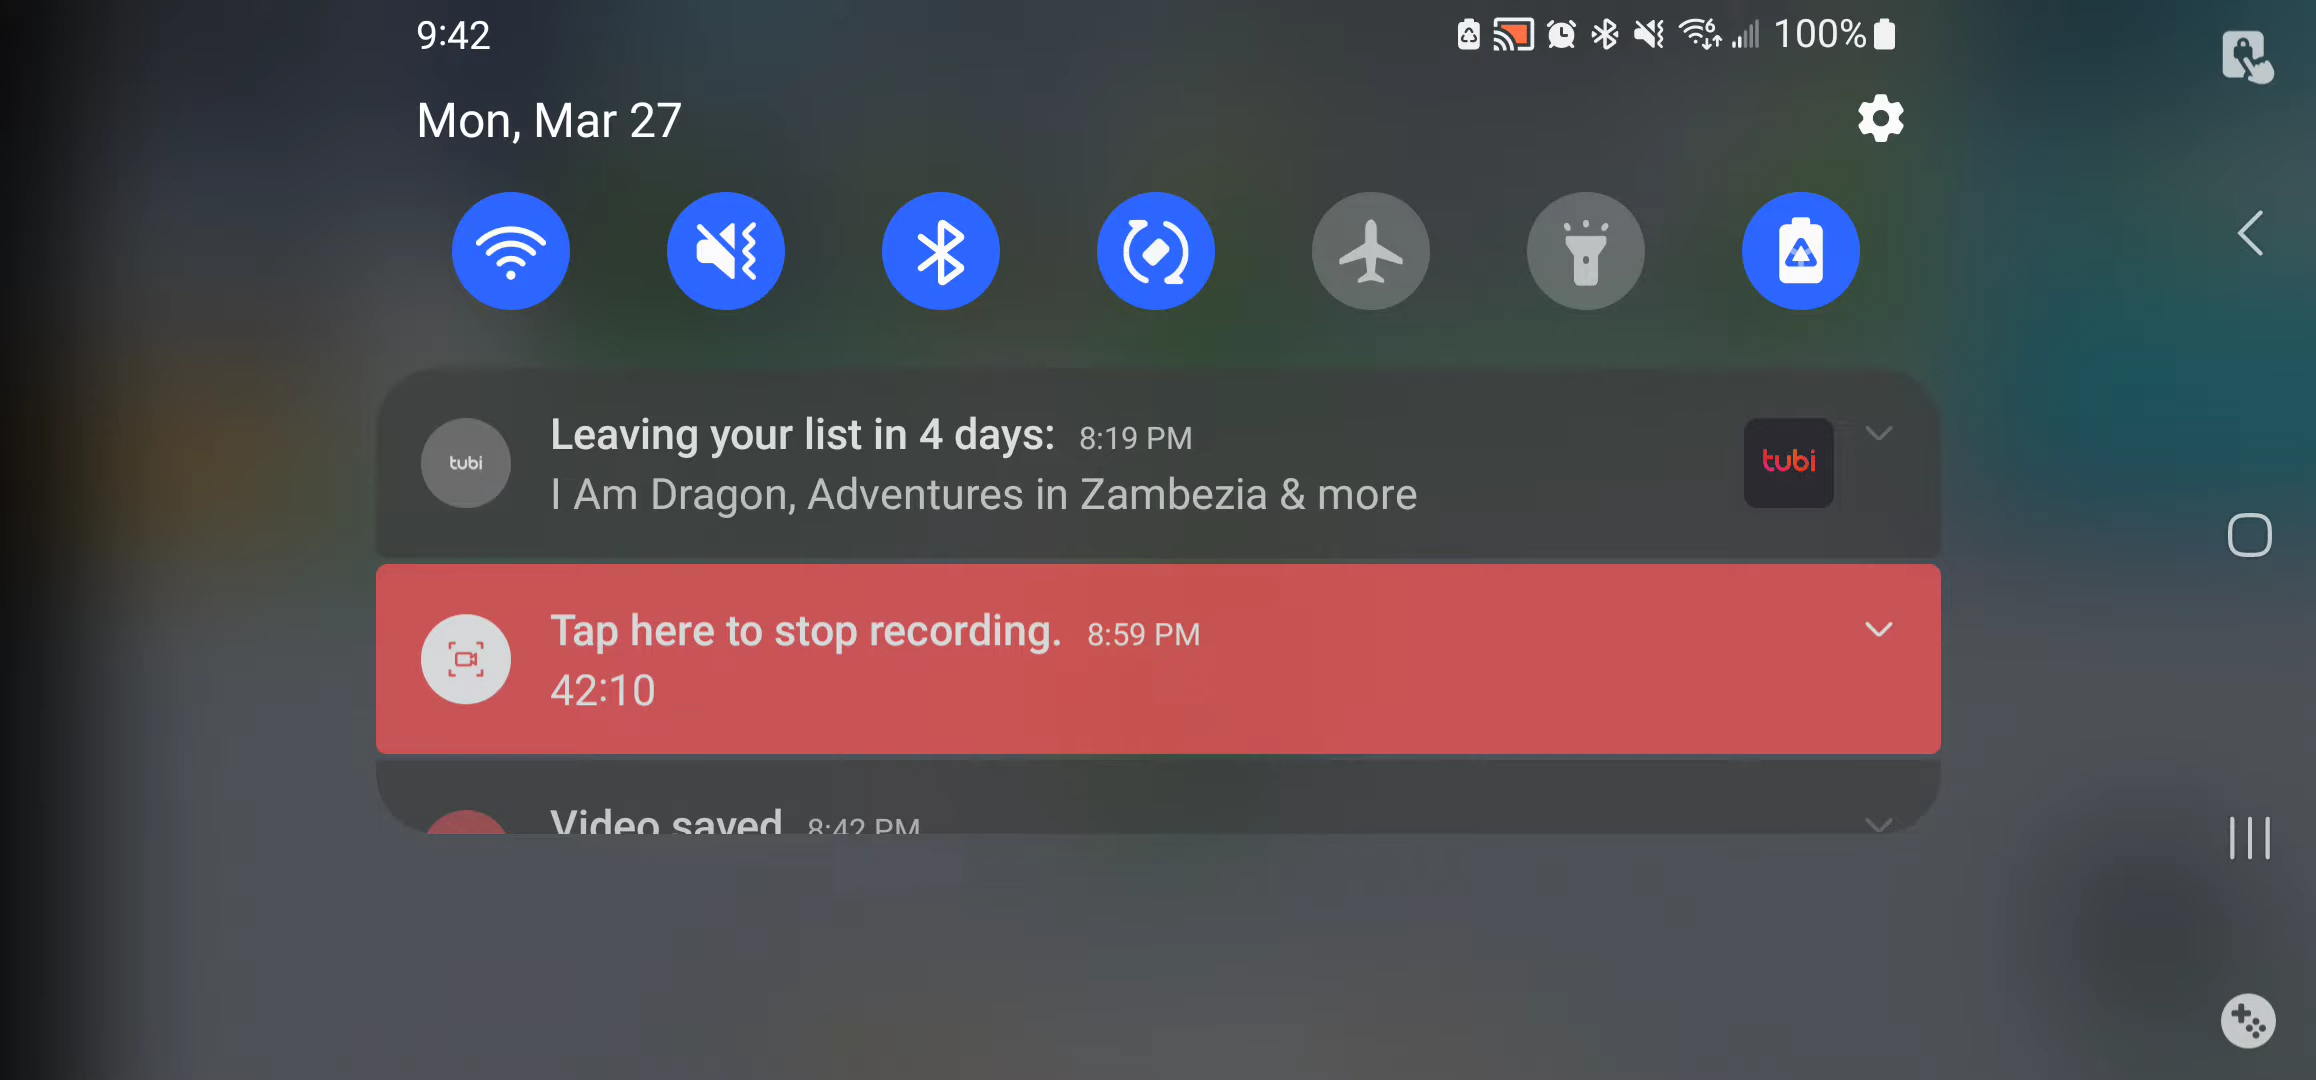 9:42
100%
Mon, Mar 27
tubi
Leaving your list in 4 days: 8:19 PM
I Am Dragon, Adventures in Zambezia & more
tubi
Tap here to stop recording. 8:59 PM
42:10
Video saved 8:42 PM